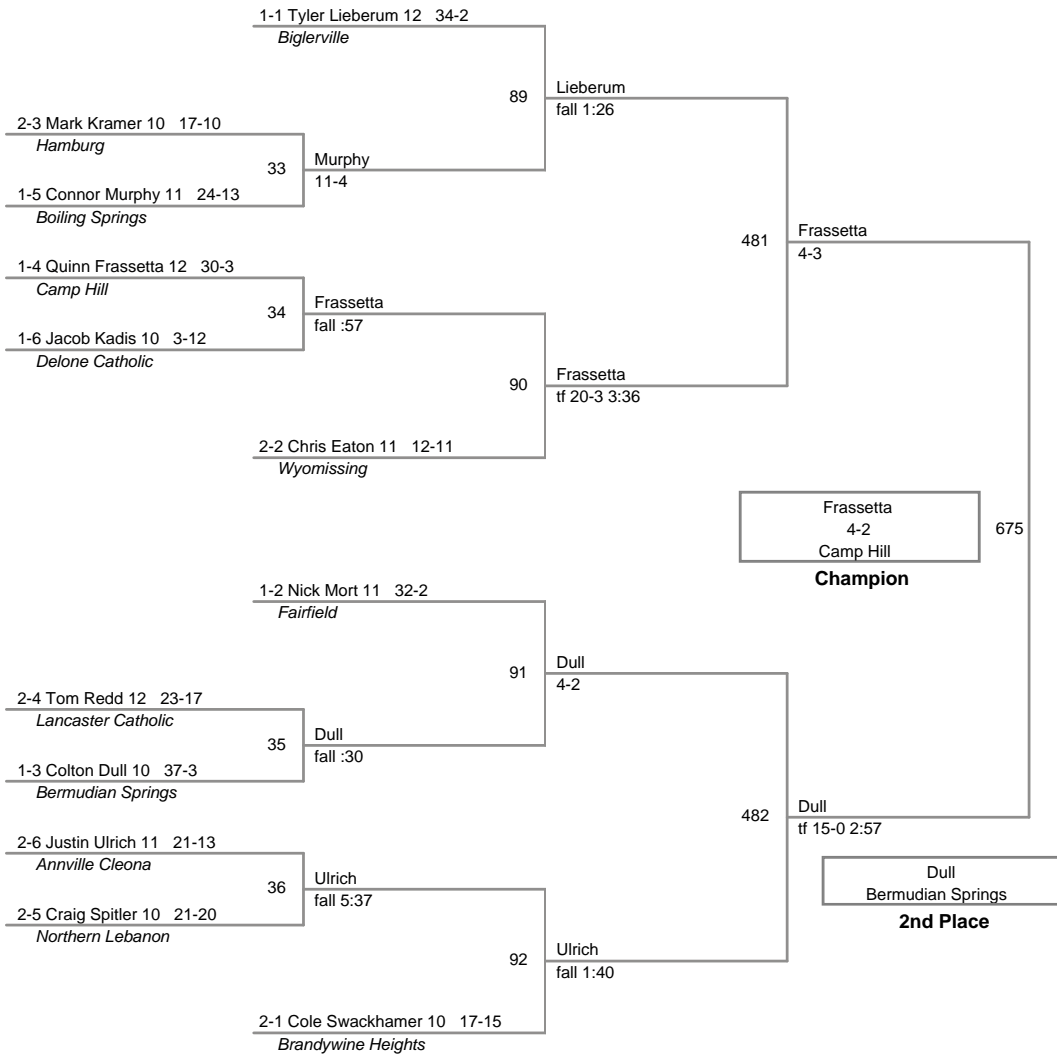 1-1 Tyler Lieberum 12 34-2
Biglerville
89
Lieberum
fall 1:26
2-3 Mark Kramer 10 17-10
Hamburg
33
Murphy
11-4
1-5 Connor Murphy 11 24-13
Boiling Springs
481
Frassetta
4-3
1-4 Quinn Frassetta 12 30-3
Camp Hill
34
Frassetta
fall :57
1-6 Jacob Kadis 10 3-12
Delone Catholic
90
Frassetta
tf 20-3 3:36
2-2 Chris Eaton 11 12-11
Wyomissing
Frassetta
4-2
Camp Hill
675
Champion
1-2 Nick Mort 11 32-2
Fairfield
91
Dull
4-2
2-4 Tom Redd 12 23-17
Lancaster Catholic
35
Dull
fall :30
1-3 Colton Dull 10 37-3
Bermudian Springs
482
Dull
tf 15-0 2:57
2-6 Justin Ulrich 11 21-13
Annville Cleona
36
Ulrich
fall 5:37
Dull
Bermudian Springs
2nd Place
2-5 Craig Spitler 10 21-20
Northern Lebanon
92
Ulrich
fall 1:40
2-1 Cole Swackhamer 10 17-15
Brandywine Heights